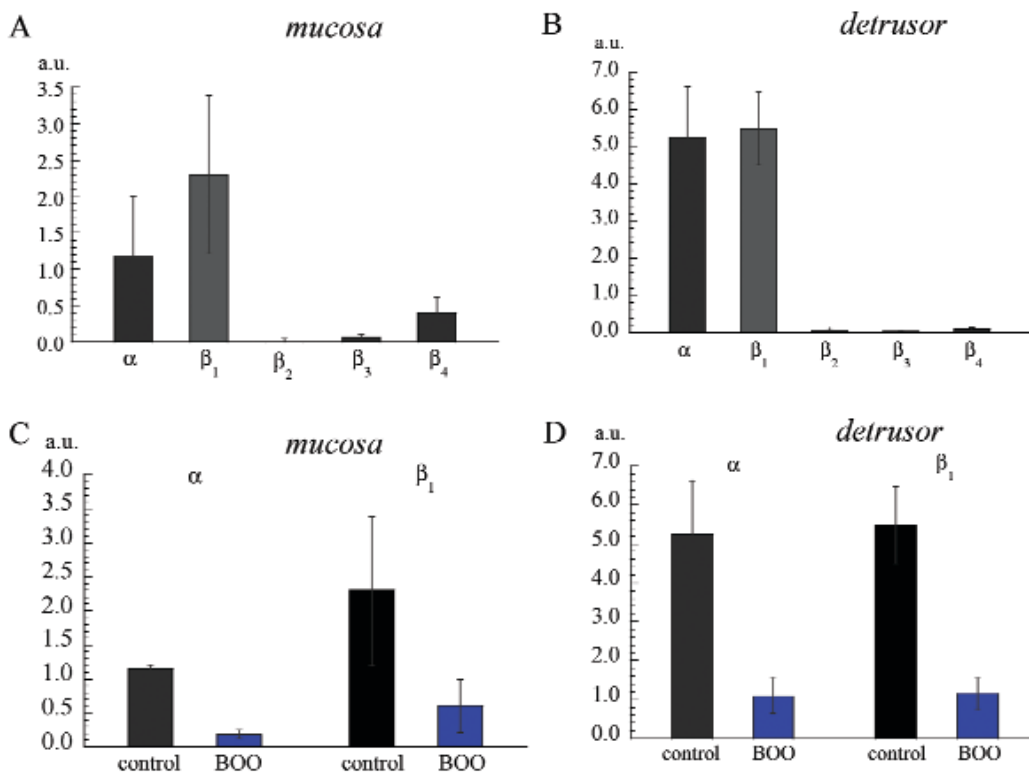 A
mucosa
a.u.
3.5
3.0
2.5
2.0
1.5
1.0
0.5
0.0
α β₁ β₂ β₃ β₄
B
detrusor
a.u.
7.0
6.0
5.0
4.0
3.0
2.0
1.0
0.0
α β₁ β₂ β₃ β₄
C
mucosa
a.u.
α β₁
4.0
3.5
3.0
2.5
2.0
1.5
1.0
0.5
0.0
control BOO control BOO
D
detrusor
a.u.
α β₁
7.0
6.0
5.0
4.0
3.0
2.0
1.0
0.0
control BOO control BOO